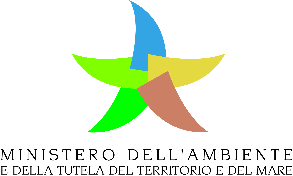 MINISTERO DELL'AMBIENTE
E DELLA TUTELA DEL TERRITORIO E DEL MARE